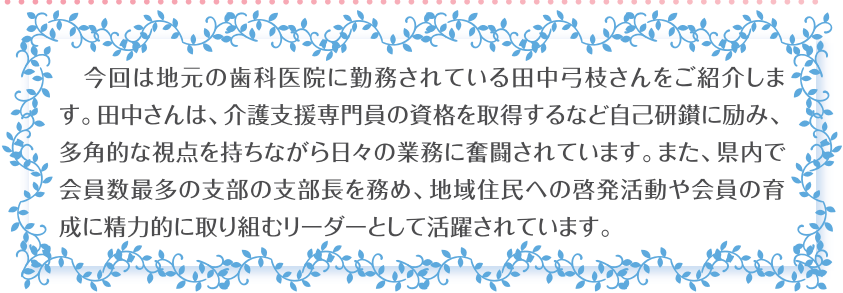 今回は地元の歯科医院に勤務されている田中弓枝さんをご紹介しま
す。田中さんは、介護支援専門員の資格を取得するなど自己研鑚に励み、
多角的な視点を持ちながら日々の業務に奮闘されています。また、県内で
会員数最多の支部の支部長を務め、地域住民への啓発活動や会員の育
成に精力的に取り組むリーダーとして活躍されています。